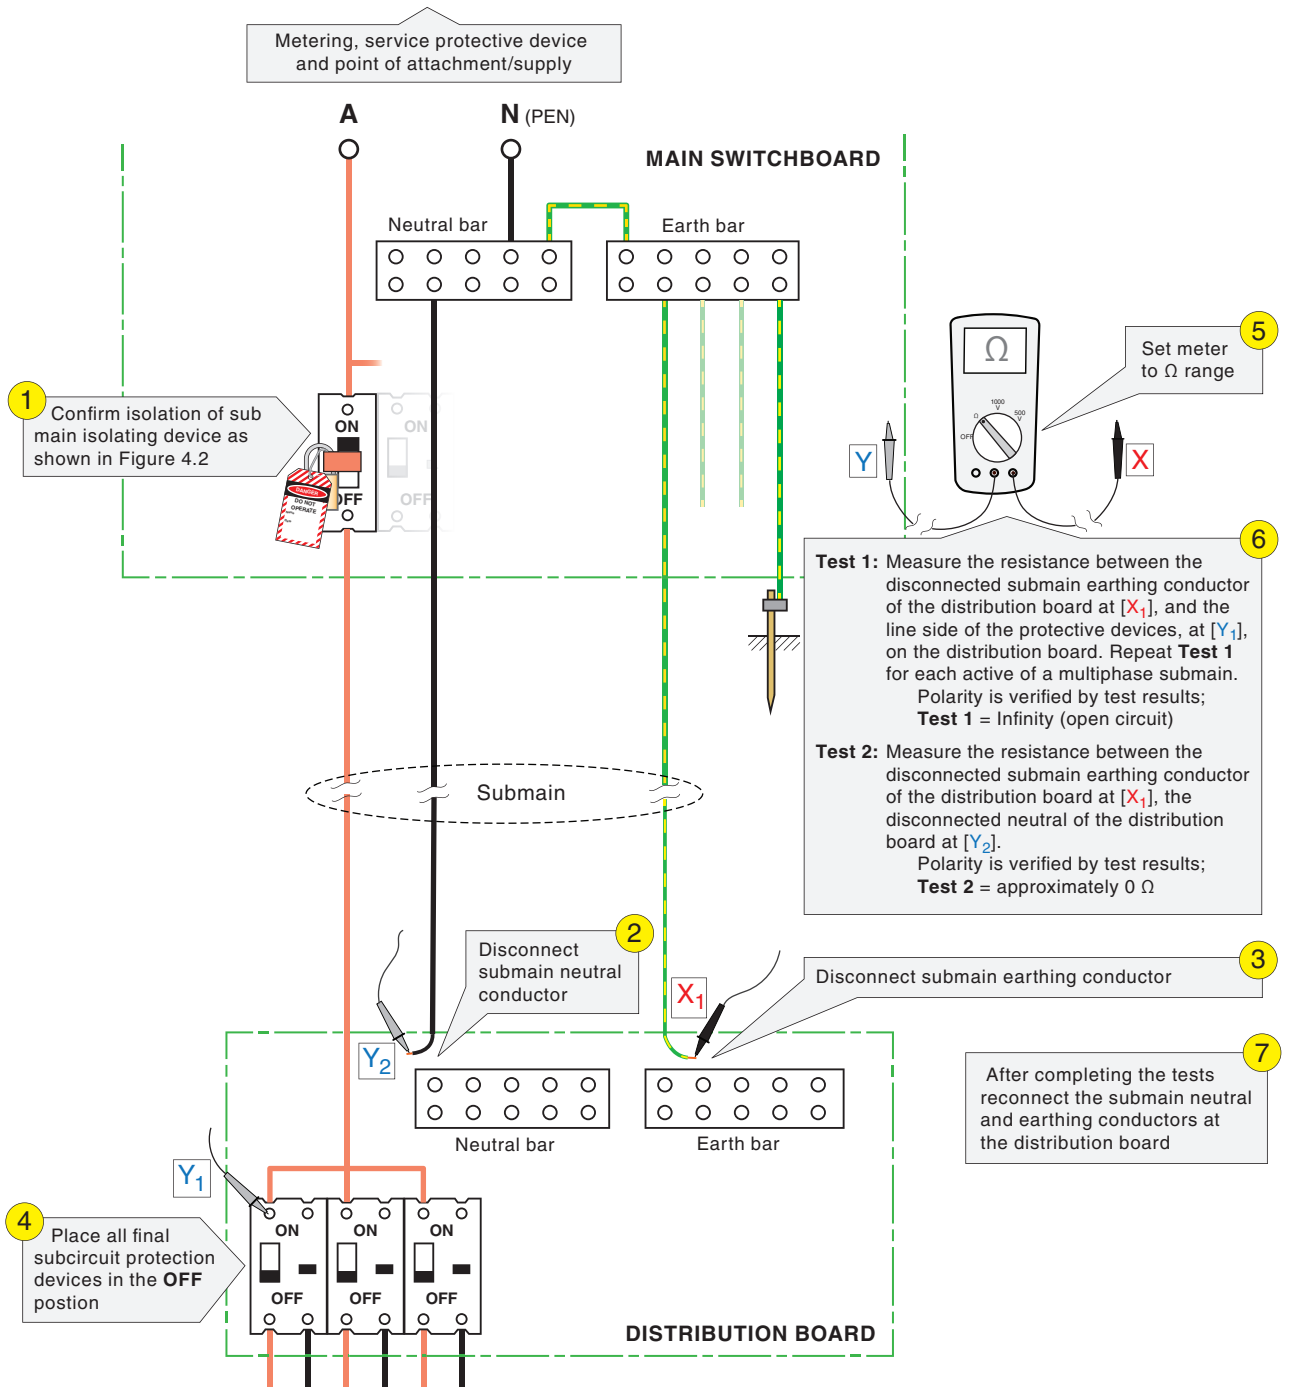 Metering, service protective device
and point of attachment/supply
A
N (PEN)
MAIN SWITCHBOARD
Neutral bar
Earth bar
1
Confirm isolation of sub
main isolating device as
shown in Figure 4.2
ON
OFF
ON
OFF
DANGER
DO NOT
OPERATE
Ω
1000
V
500
V
Ω
OFF
5
Set meter
to Ω range
Y
X
6
Test 1: Measure the resistance between the
disconnected submain earthing conductor
of the distribution board at [X1], and the
line side of the protective devices, at [Y1],
on the distribution board. Repeat Test 1
for each active of a multiphase submain.
Polarity is verified by test results;
Test 1 = Infinity (open circuit)
Test 2: Measure the resistance between the
disconnected submain earthing conductor
of the distribution board at [X1], the
disconnected neutral of the distribution
board at [Y2].
Polarity is verified by test results;
Test 2 = approximately 0 Ω
Submain
2
Disconnect
submain neutral
conductor
3
Disconnect submain earthing conductor
X1
Y2
7
After completing the tests
reconnect the submain neutral
and earthing conductors at
the distribution board
Neutral bar
Earth bar
Y1
4
Place all final
subcircuit protection
devices in the OFF
postion
ON
ON
ON
OFF
OFF
OFF
DISTRIBUTION BOARD